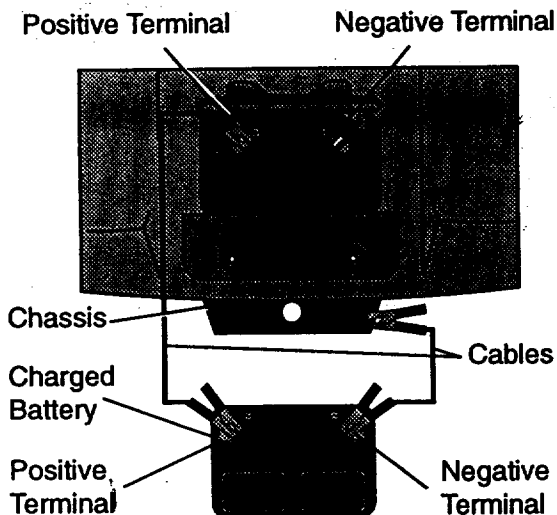 Positive Terminal
Negative Terminal
Chassis
Cables
Charged
Battery
Positive
Terminal
Negative
Terminal